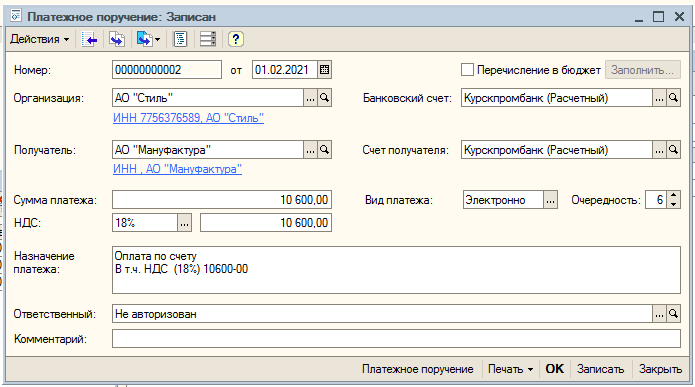 Платежное поручение: Записан
Действия
Номер: 00000000002 от 01.02.2021 Перечисление в бюджет Заполнить...
Организация: АО "Стиль" ... Банковский счет: Курскпромбанк (Расчетный) ...
ИНН 7756376589, АО "Стиль"
Получатель: АО "Мануфактура" ... Счет получателя: Курскпромбанк (Расчетный) ...
ИНН , АО "Мануфактура"
Сумма платежа: 10 600,00 Вид платежа: Электронно ... Очередность: 6
НДС: 18% ... 10 600,00
Назначение платежа: Оплата по счету
В т.ч. НДС (18%) 10600-00
Ответственный: Не авторизован ...
Комментарий:
Платежное поручение Печать OK Записать Закрыть